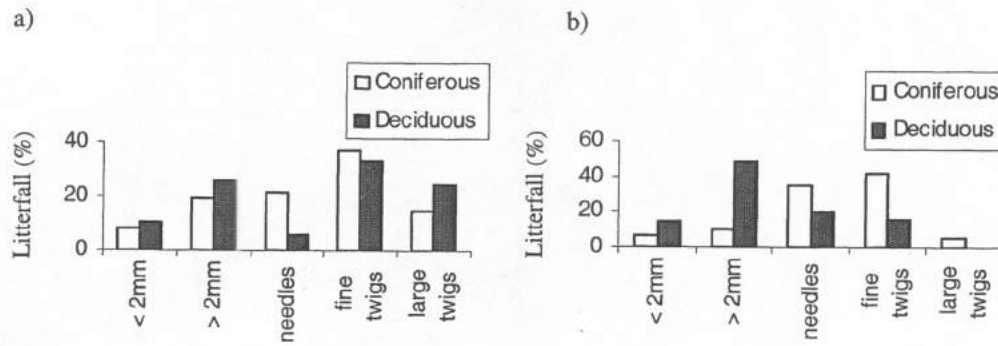 a)
Coniferous
Deciduous
Litterfall (%)
40
20
0
< 2mm
> 2mm
needles
fine
twigs
large
twigs
b)
Coniferous
Deciduous
Litterfall (%)
60
40
20
0
< 2mm
> 2mm
needles
fine
twigs
large
twigs